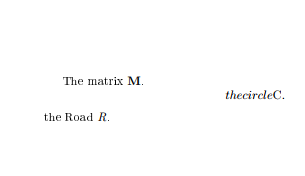 The matrix M.
thecircleC.
the Road R.